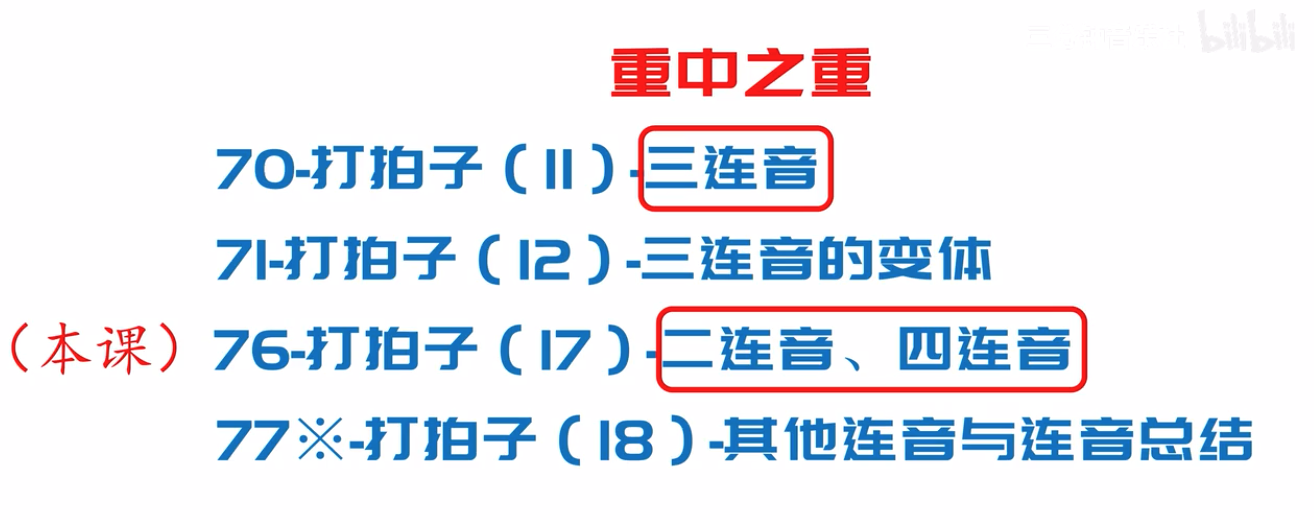 bilibili
重中之重
70-打拍子（11）-三连音
71-打拍子（12）-三连音的变体
（本课）76-打拍子（17）-二连音、四连音
77※-打拍子（18）-其他连音与连音总结